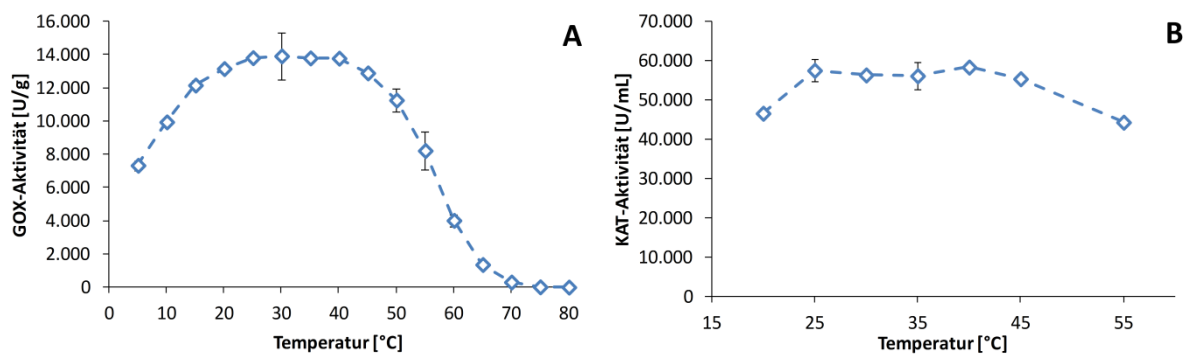 A
GOX-Aktivität [U/g]
16.000
14.000
12.000
10.000
8.000
6.000
4.000
2.000
0
0 10 20 30 40 50 60 70 80
Temperatur [°C]
B
KAT-Aktivität [U/mL]
70.000
60.000
50.000
40.000
30.000
20.000
10.000
0.000
15 25 35 45 55
Temperatur [°C]